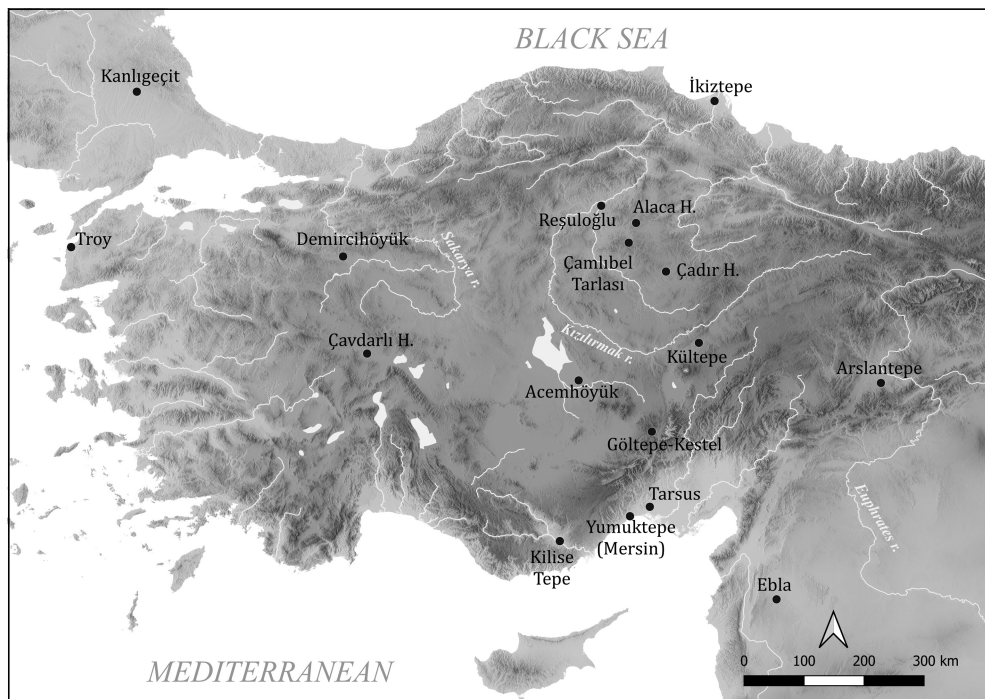 BLACK SEA
Kanlıgeçit
İkiztepe
Reşuloğlu
Alaca H.
Troy
Demircihöyük
Sakarya r.
Çamlıbel
Tarlası
Çadır H.
Çavdarlı H.
Kızılırmak r.
Kültepe
Acemhöyük
Arslantepe
Göltepe-Kestel
Tarsus
Yumuktepe
(Mersin)
Euphrates r.
Kilise
Tepe
Ebla
MEDITERRANEAN
0 100 200 300 km